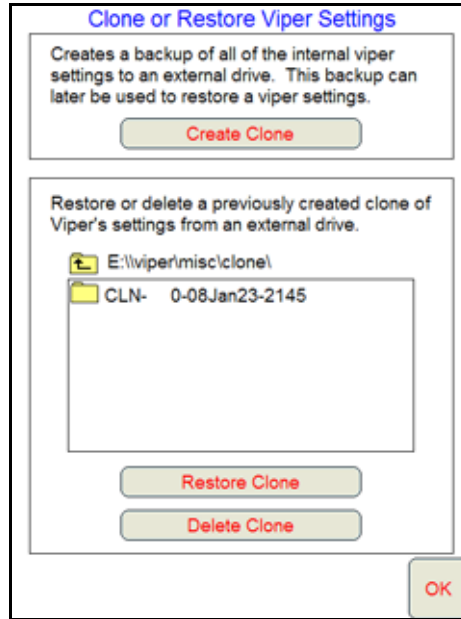 Clone or Restore Viper Settings
Creates a backup of all of the internal viper
settings to an external drive.  This backup can
later be used to restore a viper settings.
Create Clone
Restore or delete a previously created clone of
Viper's settings from an external drive.
E:\\viper\misc\clone\
CLN-    0-08Jan23-2145
Restore Clone
Delete Clone
OK